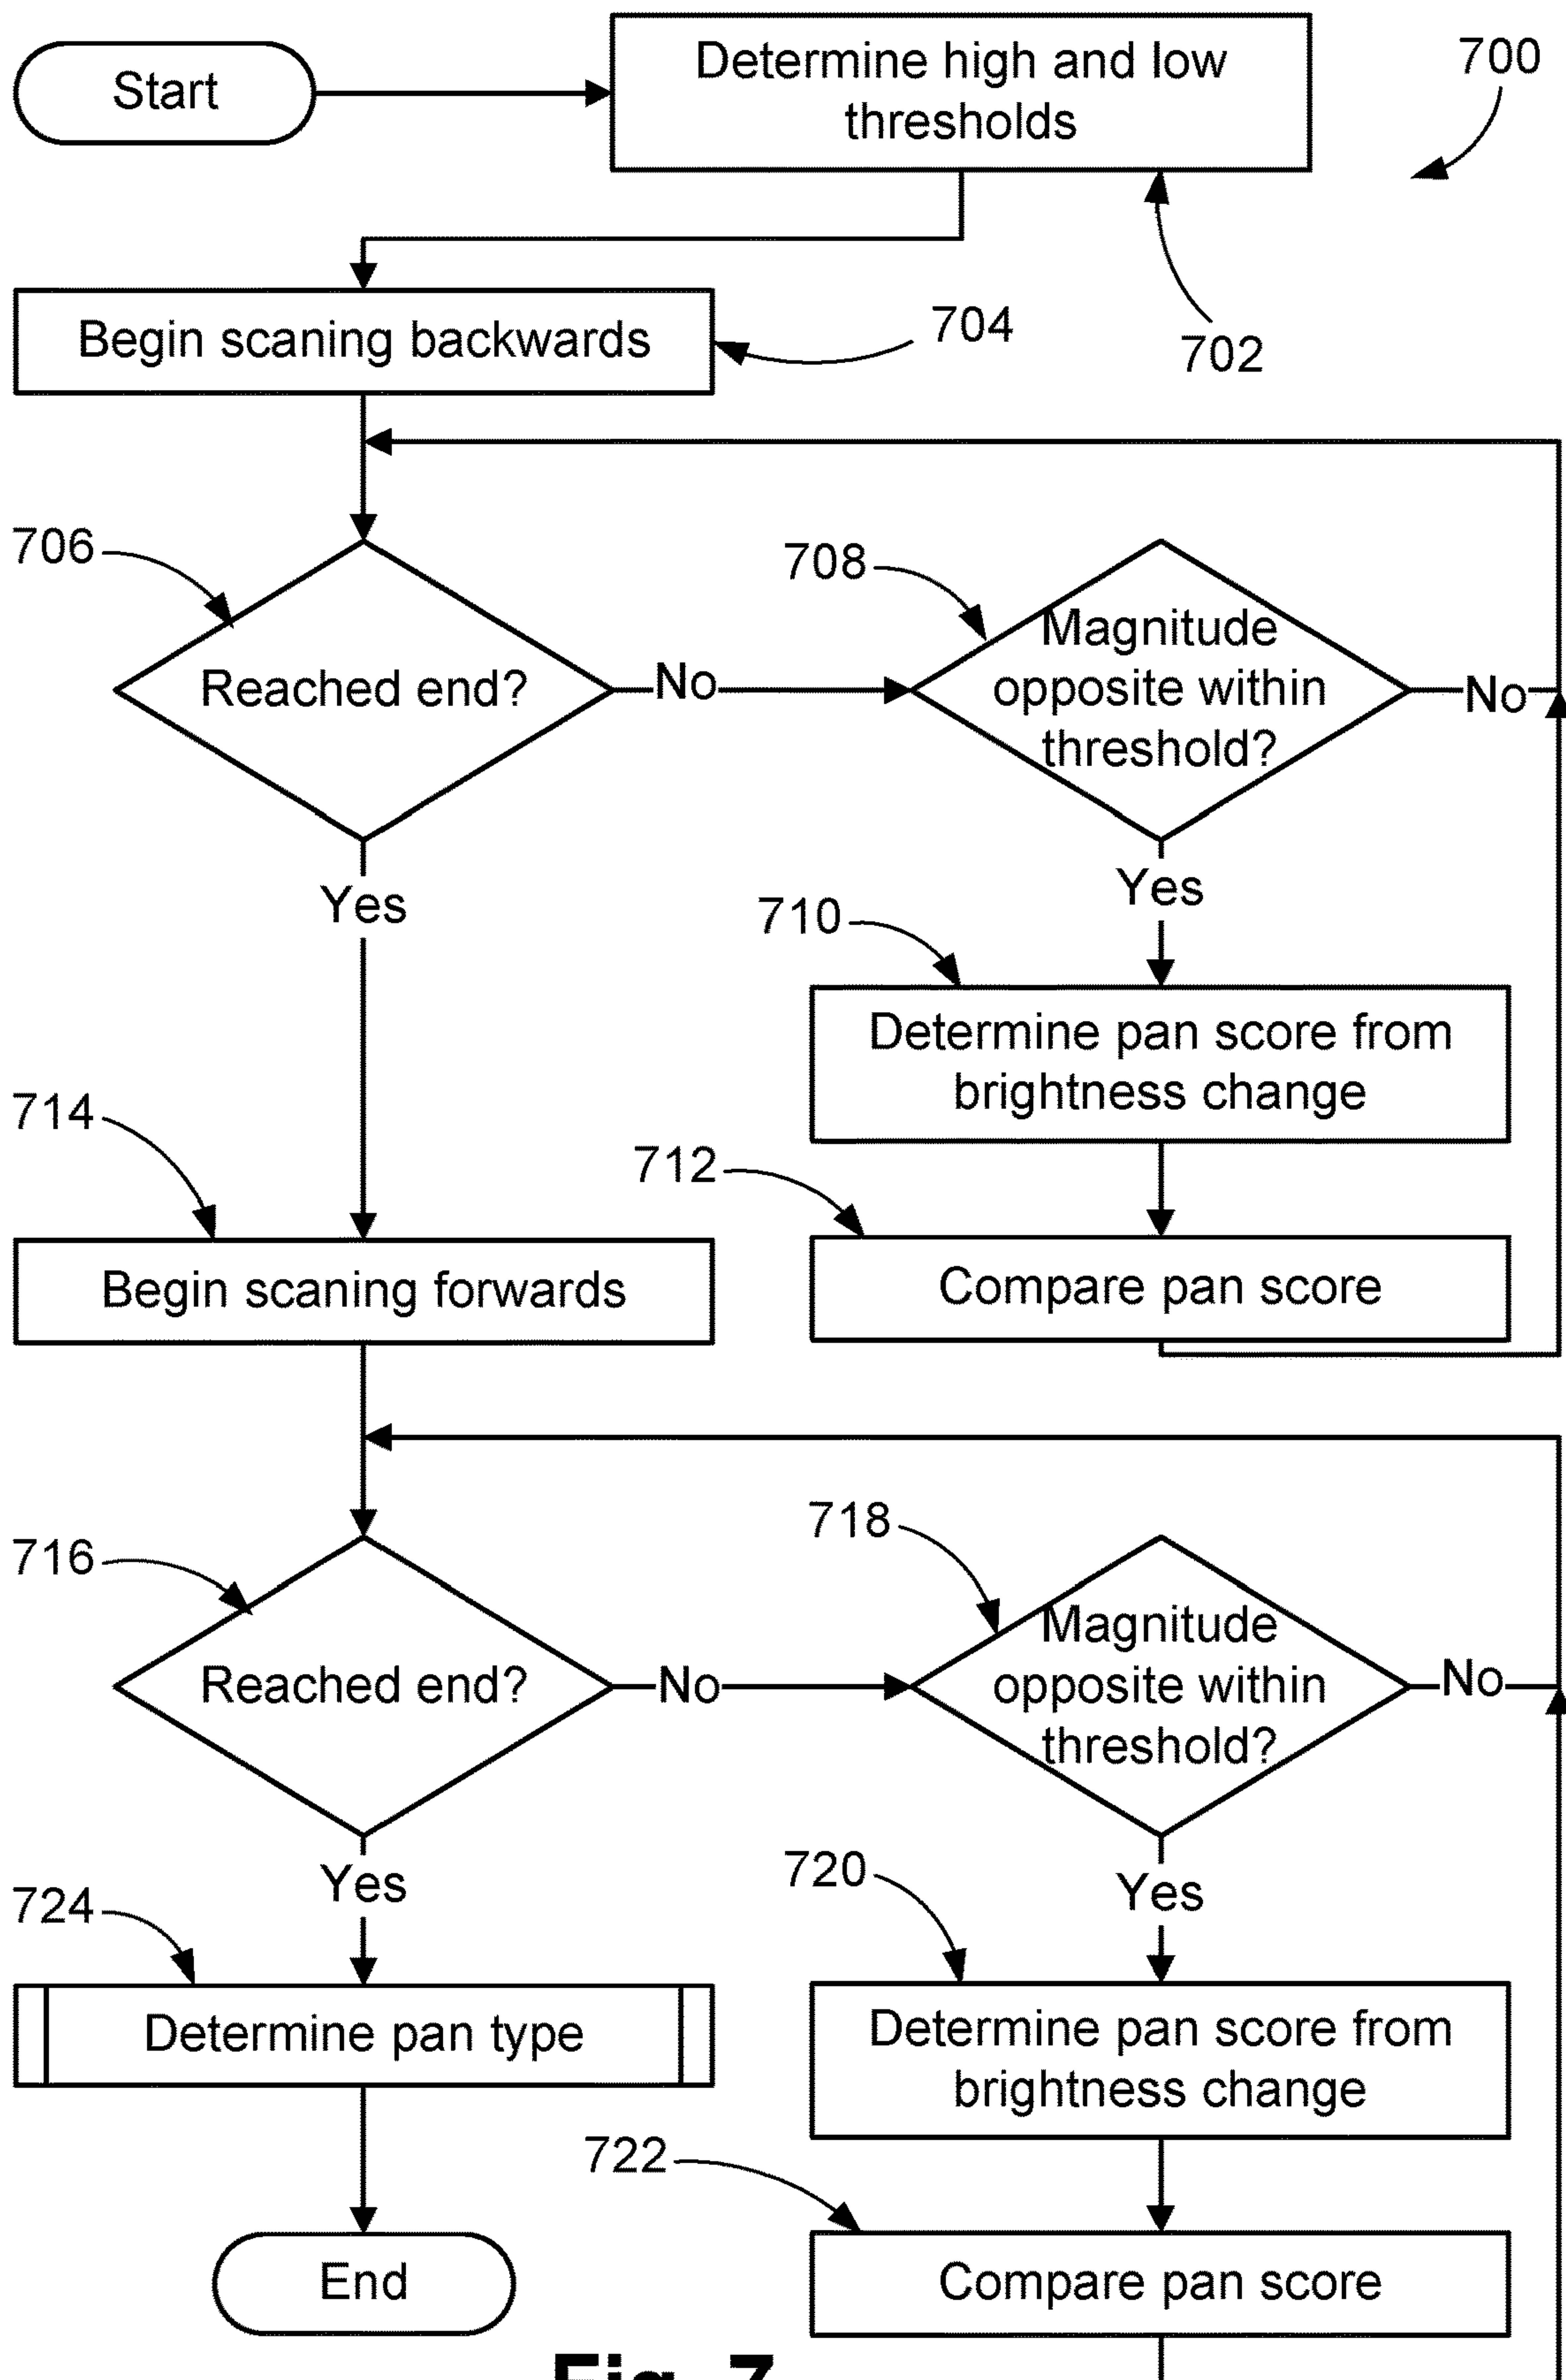 Start
Determine high and low
thresholds
700
702
Begin scaning backwards
704
706
Reached end?
No
708
Magnitude
opposite within
threshold?
No
Yes
Yes
710
Determine pan score from
brightness change
712
Compare pan score
714
Begin scaning forwards
716
Reached end?
No
718
Magnitude
opposite within
threshold?
No
Yes
Yes
720
Determine pan score from
brightness change
722
Compare pan score
724
Determine pan type
End
Fig. 7